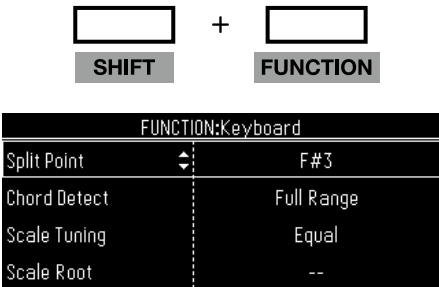 +
SHIFT FUNCTION
FUNCTION:Keyboard
Split Point F#3
Chord Detect Full Range
Scale Tuning Equal
Scale Root --